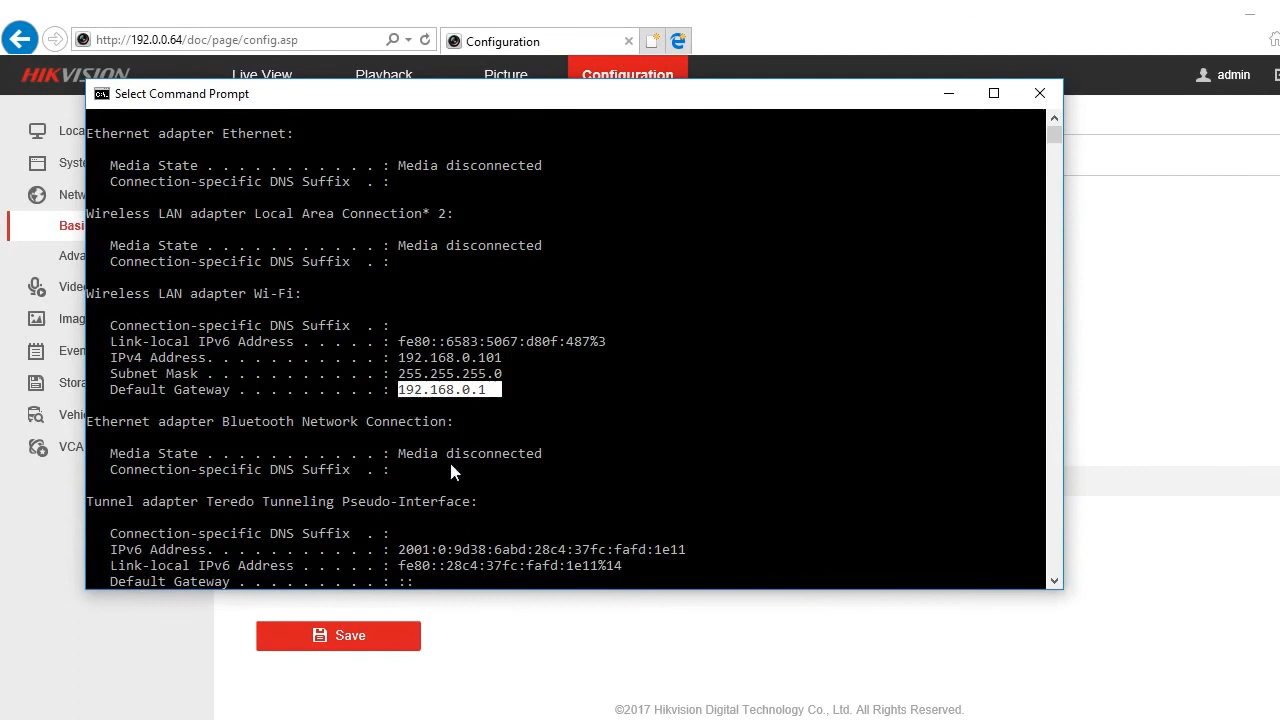 http://192.0.0.64/doc/page/config.asp
Configuration
HIKVISION
Live View
Playback
Picture
Configuration
admin
Select Command Prompt
Loca
Syste
Netw
Basi
Adva
Vide
Imag
Even
Stora
Vehi
VCA
Ethernet adapter Ethernet:
Media State . . . . . . . . . . . : Media disconnected
Connection-specific DNS Suffix . :
Wireless LAN adapter Local Area Connection* 2:
Media State . . . . . . . . . . . : Media disconnected
Connection-specific DNS Suffix . :
Wireless LAN adapter Wi-Fi:
Connection-specific DNS Suffix . :
Link-local IPv6 Address . . . . . : fe80::6583:5067:d80f:487%3
IPv4 Address. . . . . . . . . . . : 192.168.0.101
Subnet Mask . . . . . . . . . . . : 255.255.255.0
Default Gateway . . . . . . . . . : 192.168.0.1
Ethernet adapter Bluetooth Network Connection:
Media State . . . . . . . . . . . : Media disconnected
Connection-specific DNS Suffix . :
Tunnel adapter Teredo Tunneling Pseudo-Interface:
Connection-specific DNS Suffix . :
IPv6 Address. . . . . . . . . . . : 2001:0:9d38:6abd:28c4:37fc:fafd:1e11
Link-local IPv6 Address . . . . . : fe80::28c4:37fc:fafd:1e11%14
Default Gateway . . . . . . . . . : ::
Save
©2017 Hikvision Digital Technology Co., Ltd. All Rights Reserved.